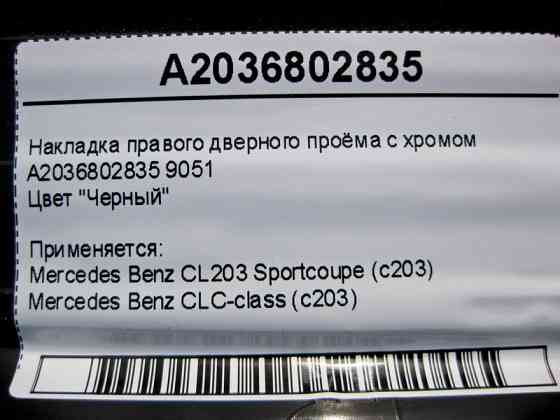 A2036802835
Накладка правого дверного проёма с хромом
A2036802835 9051
Цвет "Черный"
Применяется:
Mercedes Benz CL203 Sportcoupe (c203)
Mercedes Benz CLC-class (c203)